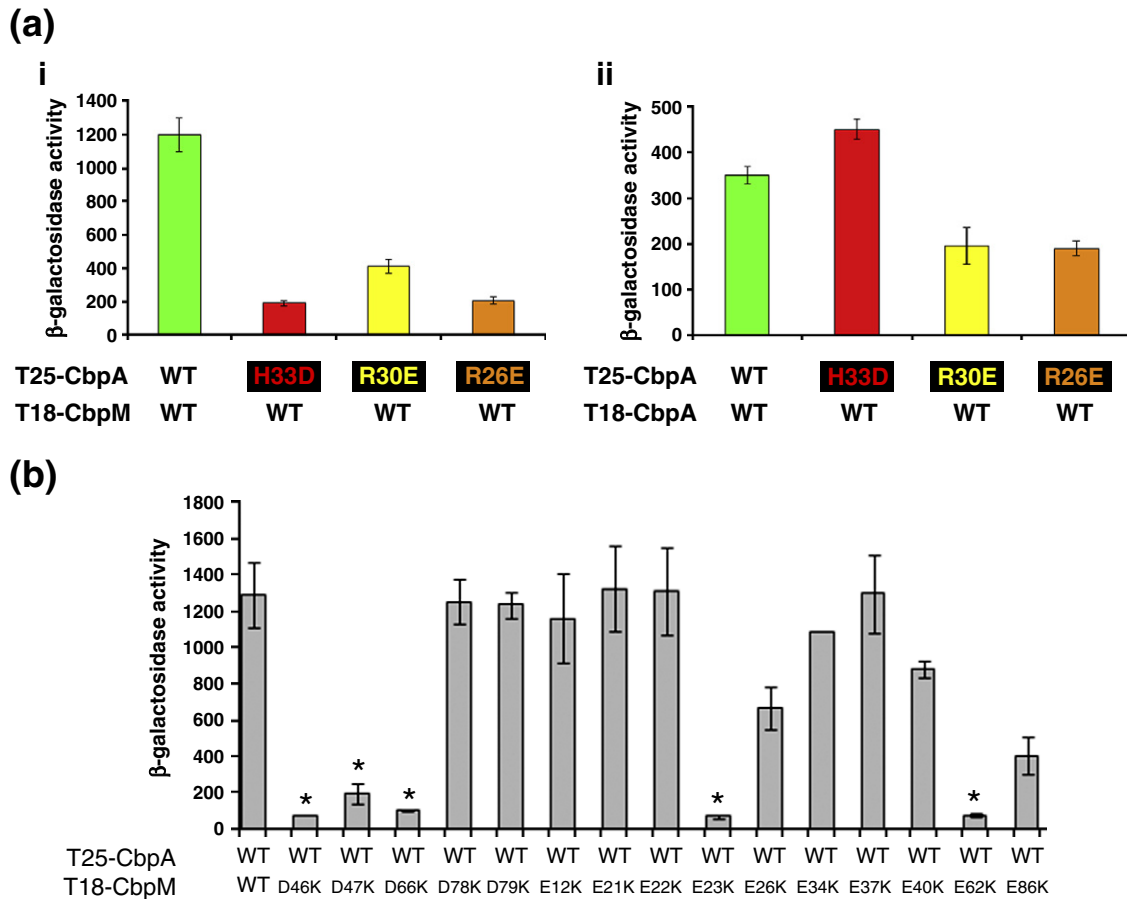 (a)
i
β-galactosidase activity
1400
1200
1000
800
600
400
200
0
T25-CbpA WT H33D R30E R26E
T18-CbpM WT WT WT WT
ii
β-galactosidase activity
500
400
300
200
100
0
T25-CbpA WT H33D R30E R26E
T18-CbpA WT WT WT WT
(b)
β-galactosidase activity
1800
1600
1400
1200
1000
800
600
400
200
0
* * * * *
T25-CbpA WT WT WT WT WT WT WT WT WT WT WT WT WT WT WT WT
T18-CbpM WT D46K D47K D66K D78K D79K E12K E21K E22K E23K E26K E34K E37K E40K E62K E86K